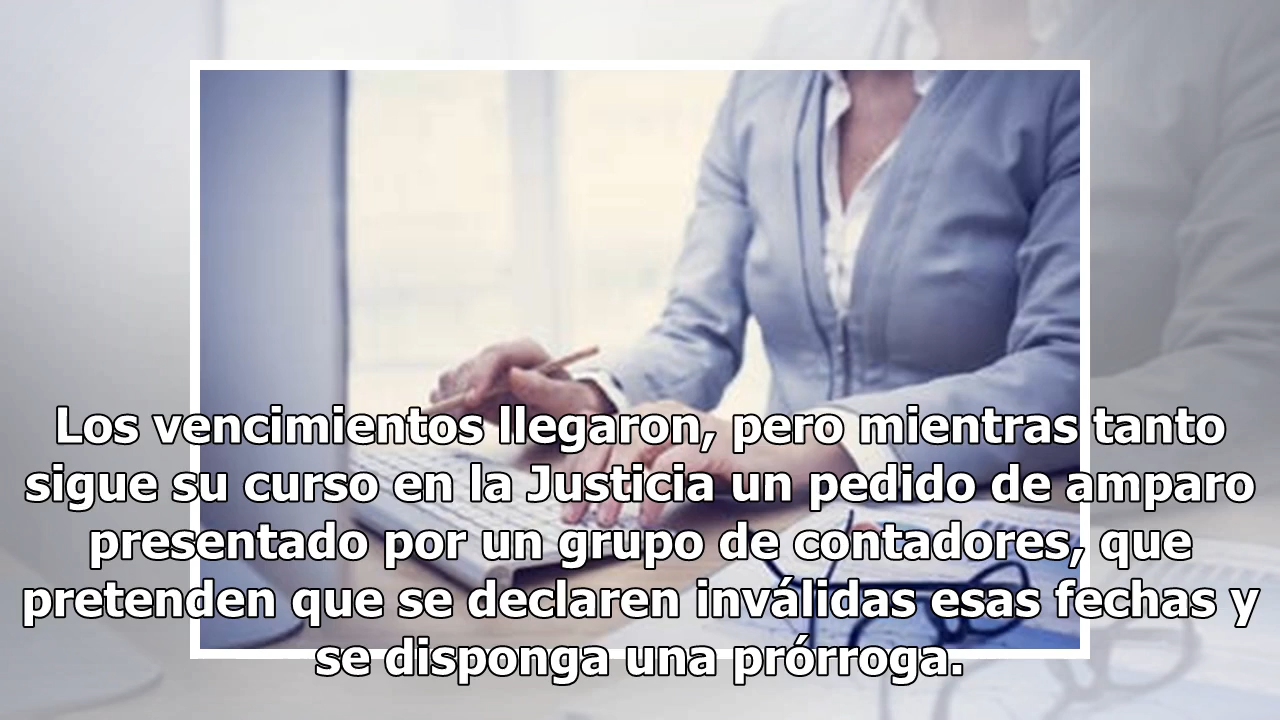 Los vencimientos llegaron, pero mientras tanto
sigue su curso en la Justicia un pedido de amparo
presentado por un grupo de contadores, que
pretenden que se declaren inválidas esas fechas y
se disponga una prórroga.